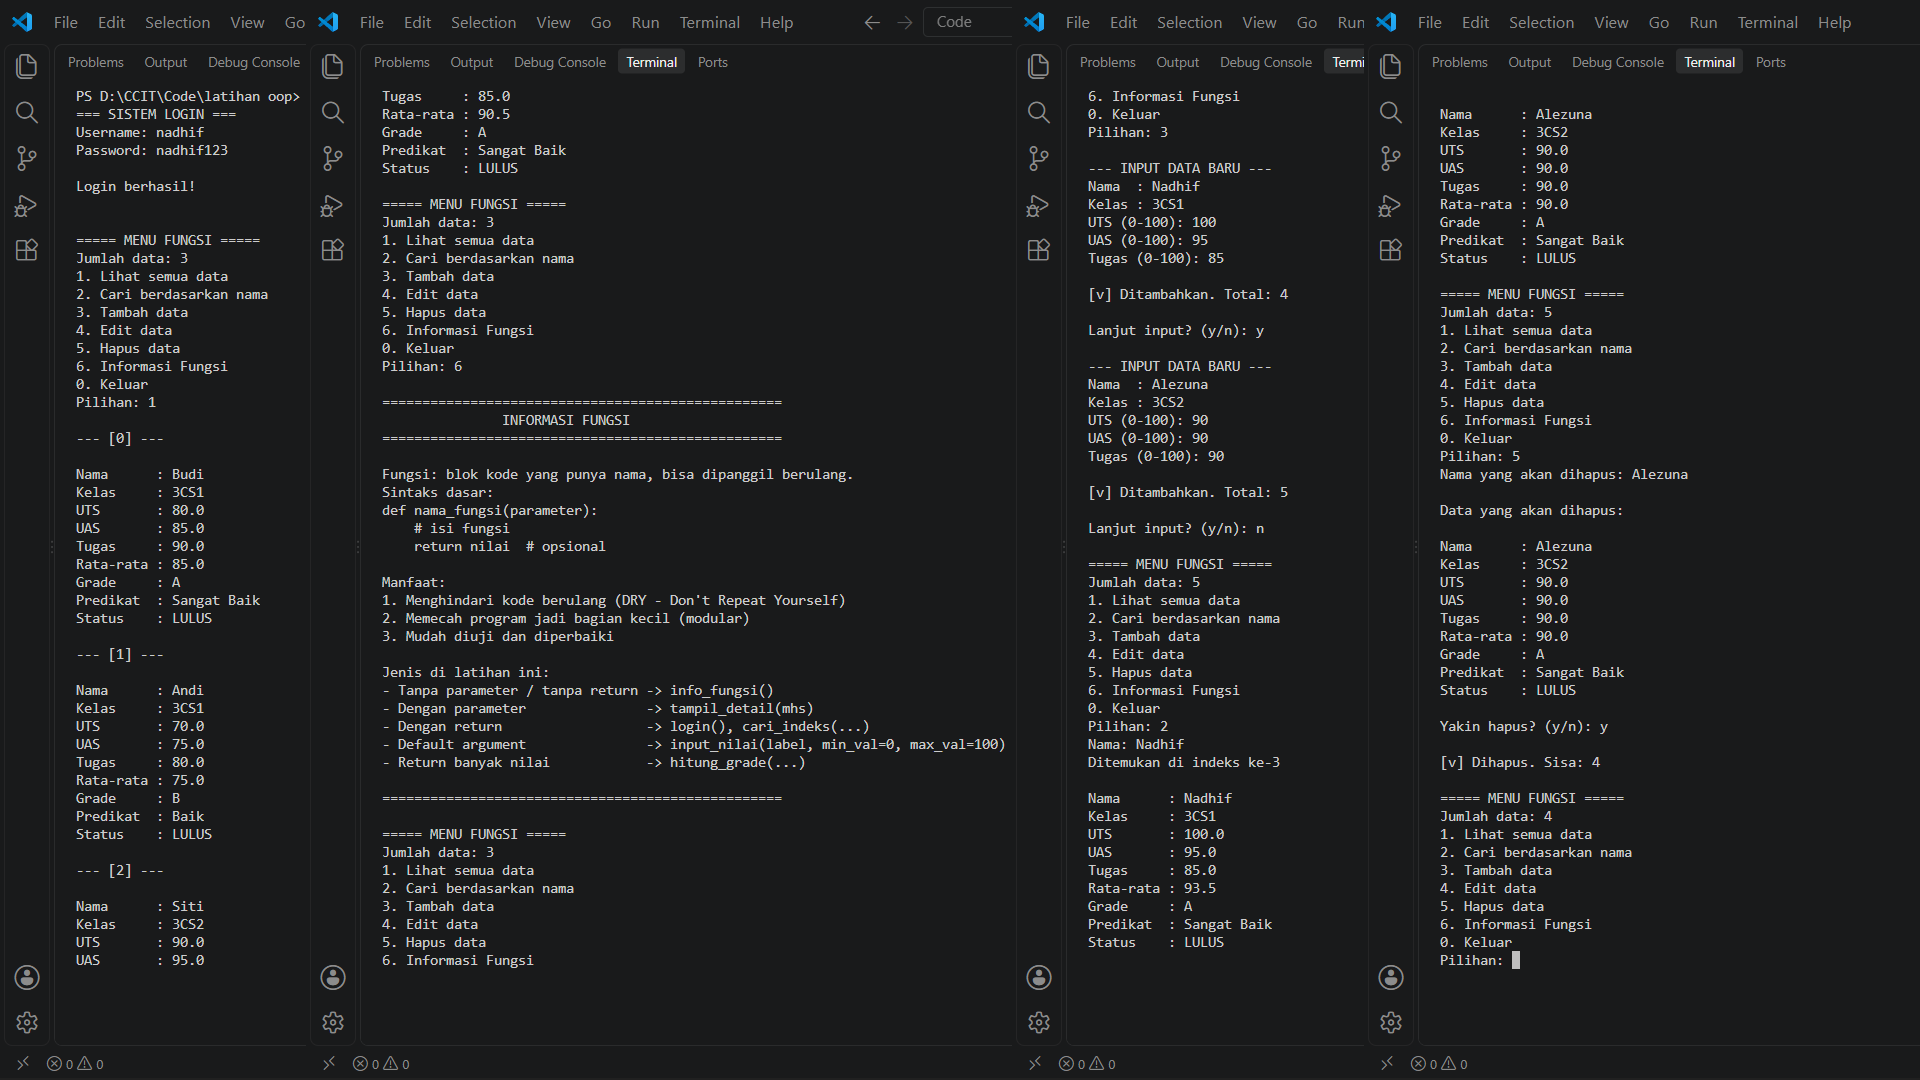 File Edit Selection View Go
Problems Output Debug Console
PS D:\CCIT\Code\latihan oop>
=== SISTEM LOGIN ===
Username: nadhif
Password: nadhif123
Login berhasil!
===== MENU FUNGSI =====
Jumlah data: 3
1. Lihat semua data
2. Cari berdasarkan nama
3. Tambah data
4. Edit data
5. Hapus data
6. Informasi Fungsi
0. Keluar
Pilihan: 1
--- [0] ---
Nama : Budi
Kelas : 3CS1
UTS : 80.0
UAS : 85.0
Tugas : 90.0
Rata-rata : 85.0
Grade : A
Predikat : Sangat Baik
Status : LULUS
--- [1] ---
Nama : Andi
Kelas : 3CS1
UTS : 70.0
UAS : 75.0
Tugas : 80.0
Rata-rata : 75.0
Grade : B
Predikat : Baik
Status : LULUS
--- [2] ---
Nama : Siti
Kelas : 3CS2
UTS : 90.0
UAS : 95.0
0 0
File Edit Selection View Go Run Terminal Help Code
Problems Output Debug Console Terminal Ports
Tugas : 85.0
Rata-rata : 90.5
Grade : A
Predikat : Sangat Baik
Status : LULUS
===== MENU FUNGSI =====
Jumlah data: 3
1. Lihat semua data
2. Cari berdasarkan nama
3. Tambah data
4. Edit data
5. Hapus data
6. Informasi Fungsi
0. Keluar
Pilihan: 6
==================================================
INFORMASI FUNGSI
==================================================
Fungsi: blok kode yang punya nama, bisa dipanggil berulang.
Sintaks dasar:
def nama_fungsi(parameter):
# isi fungsi
return nilai # opsional
Manfaat:
1. Menghindari kode berulang (DRY - Don't Repeat Yourself)
2. Memecah program jadi bagian kecil (modular)
3. Mudah diuji dan diperbaiki
Jenis di latihan ini:
- Tanpa parameter / tanpa return -> info_fungsi()
- Dengan parameter -> tampil_detail(mhs)
- Dengan return -> login(), cari_indeks(...)
- Default argument -> input_nilai(label, min_val=0, max_val=100)
- Return banyak nilai -> hitung_grade(...)
==================================================
===== MENU FUNGSI =====
Jumlah data: 3
1. Lihat semua data
2. Cari berdasarkan nama
3. Tambah data
4. Edit data
5. Hapus data
6. Informasi Fungsi
0 0
File Edit Selection View Go Run
Problems Output Debug Console Termi
6. Informasi Fungsi
0. Keluar
Pilihan: 3
--- INPUT DATA BARU ---
Nama : Nadhif
Kelas : 3CS1
UTS (0-100): 100
UAS (0-100): 95
Tugas (0-100): 85
[v] Ditambahkan. Total: 4
Lanjut input? (y/n): y
--- INPUT DATA BARU ---
Nama : Alezuna
Kelas : 3CS2
UTS (0-100): 90
UAS (0-100): 90
Tugas (0-100): 90
[v] Ditambahkan. Total: 5
Lanjut input? (y/n): n
===== MENU FUNGSI =====
Jumlah data: 5
1. Lihat semua data
2. Cari berdasarkan nama
3. Tambah data
4. Edit data
5. Hapus data
6. Informasi Fungsi
0. Keluar
Pilihan: 2
Nama: Nadhif
Ditemukan di indeks ke-3
Nama : Nadhif
Kelas : 3CS1
UTS : 100.0
UAS : 95.0
Tugas : 85.0
Rata-rata : 93.5
Grade : A
Predikat : Sangat Baik
Status : LULUS
0 0
File Edit Selection View Go Run Terminal Help
Problems Output Debug Console Terminal Ports
Nama : Alezuna
Kelas : 3CS2
UTS : 90.0
UAS : 90.0
Tugas : 90.0
Rata-rata : 90.0
Grade : A
Predikat : Sangat Baik
Status : LULUS
===== MENU FUNGSI =====
Jumlah data: 5
1. Lihat semua data
2. Cari berdasarkan nama
3. Tambah data
4. Edit data
5. Hapus data
6. Informasi Fungsi
0. Keluar
Pilihan: 5
Nama yang akan dihapus: Alezuna
Data yang akan dihapus:
Nama : Alezuna
Kelas : 3CS2
UTS : 90.0
UAS : 90.0
Tugas : 90.0
Rata-rata : 90.0
Grade : A
Predikat : Sangat Baik
Status : LULUS
Yakin hapus? (y/n): y
[v] Dihapus. Sisa: 4
===== MENU FUNGSI =====
Jumlah data: 4
1. Lihat semua data
2. Cari berdasarkan nama
3. Tambah data
4. Edit data
5. Hapus data
6. Informasi Fungsi
0. Keluar
Pilihan:
0 0